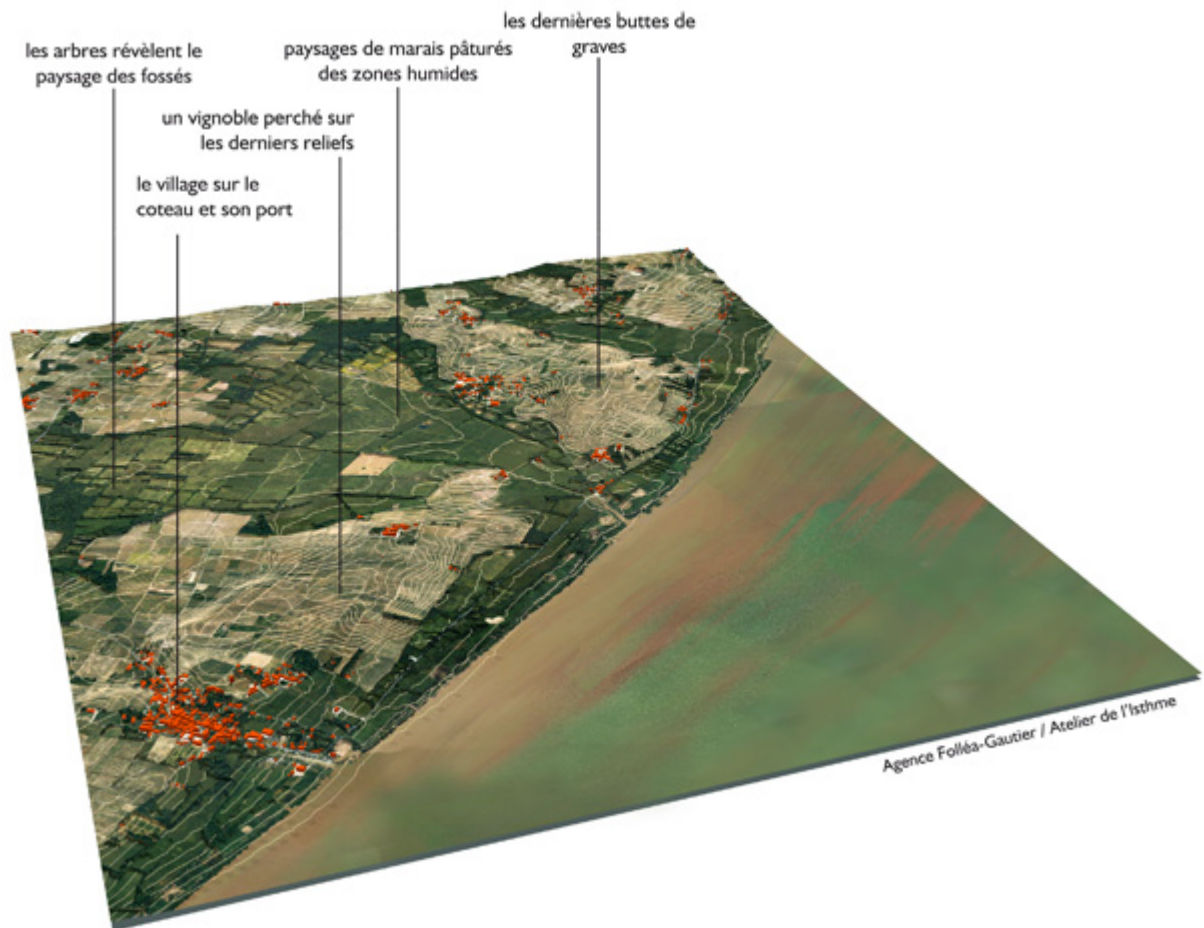 les dernières buttes de
graves
les arbres révèlent le
paysage des fossés
paysages de marais pâturés
des zones humides
un vignoble perché sur
les derniers reliefs
le village sur le
coteau et son port
Agence Folléa-Gautier / Atelier de l'Isthme